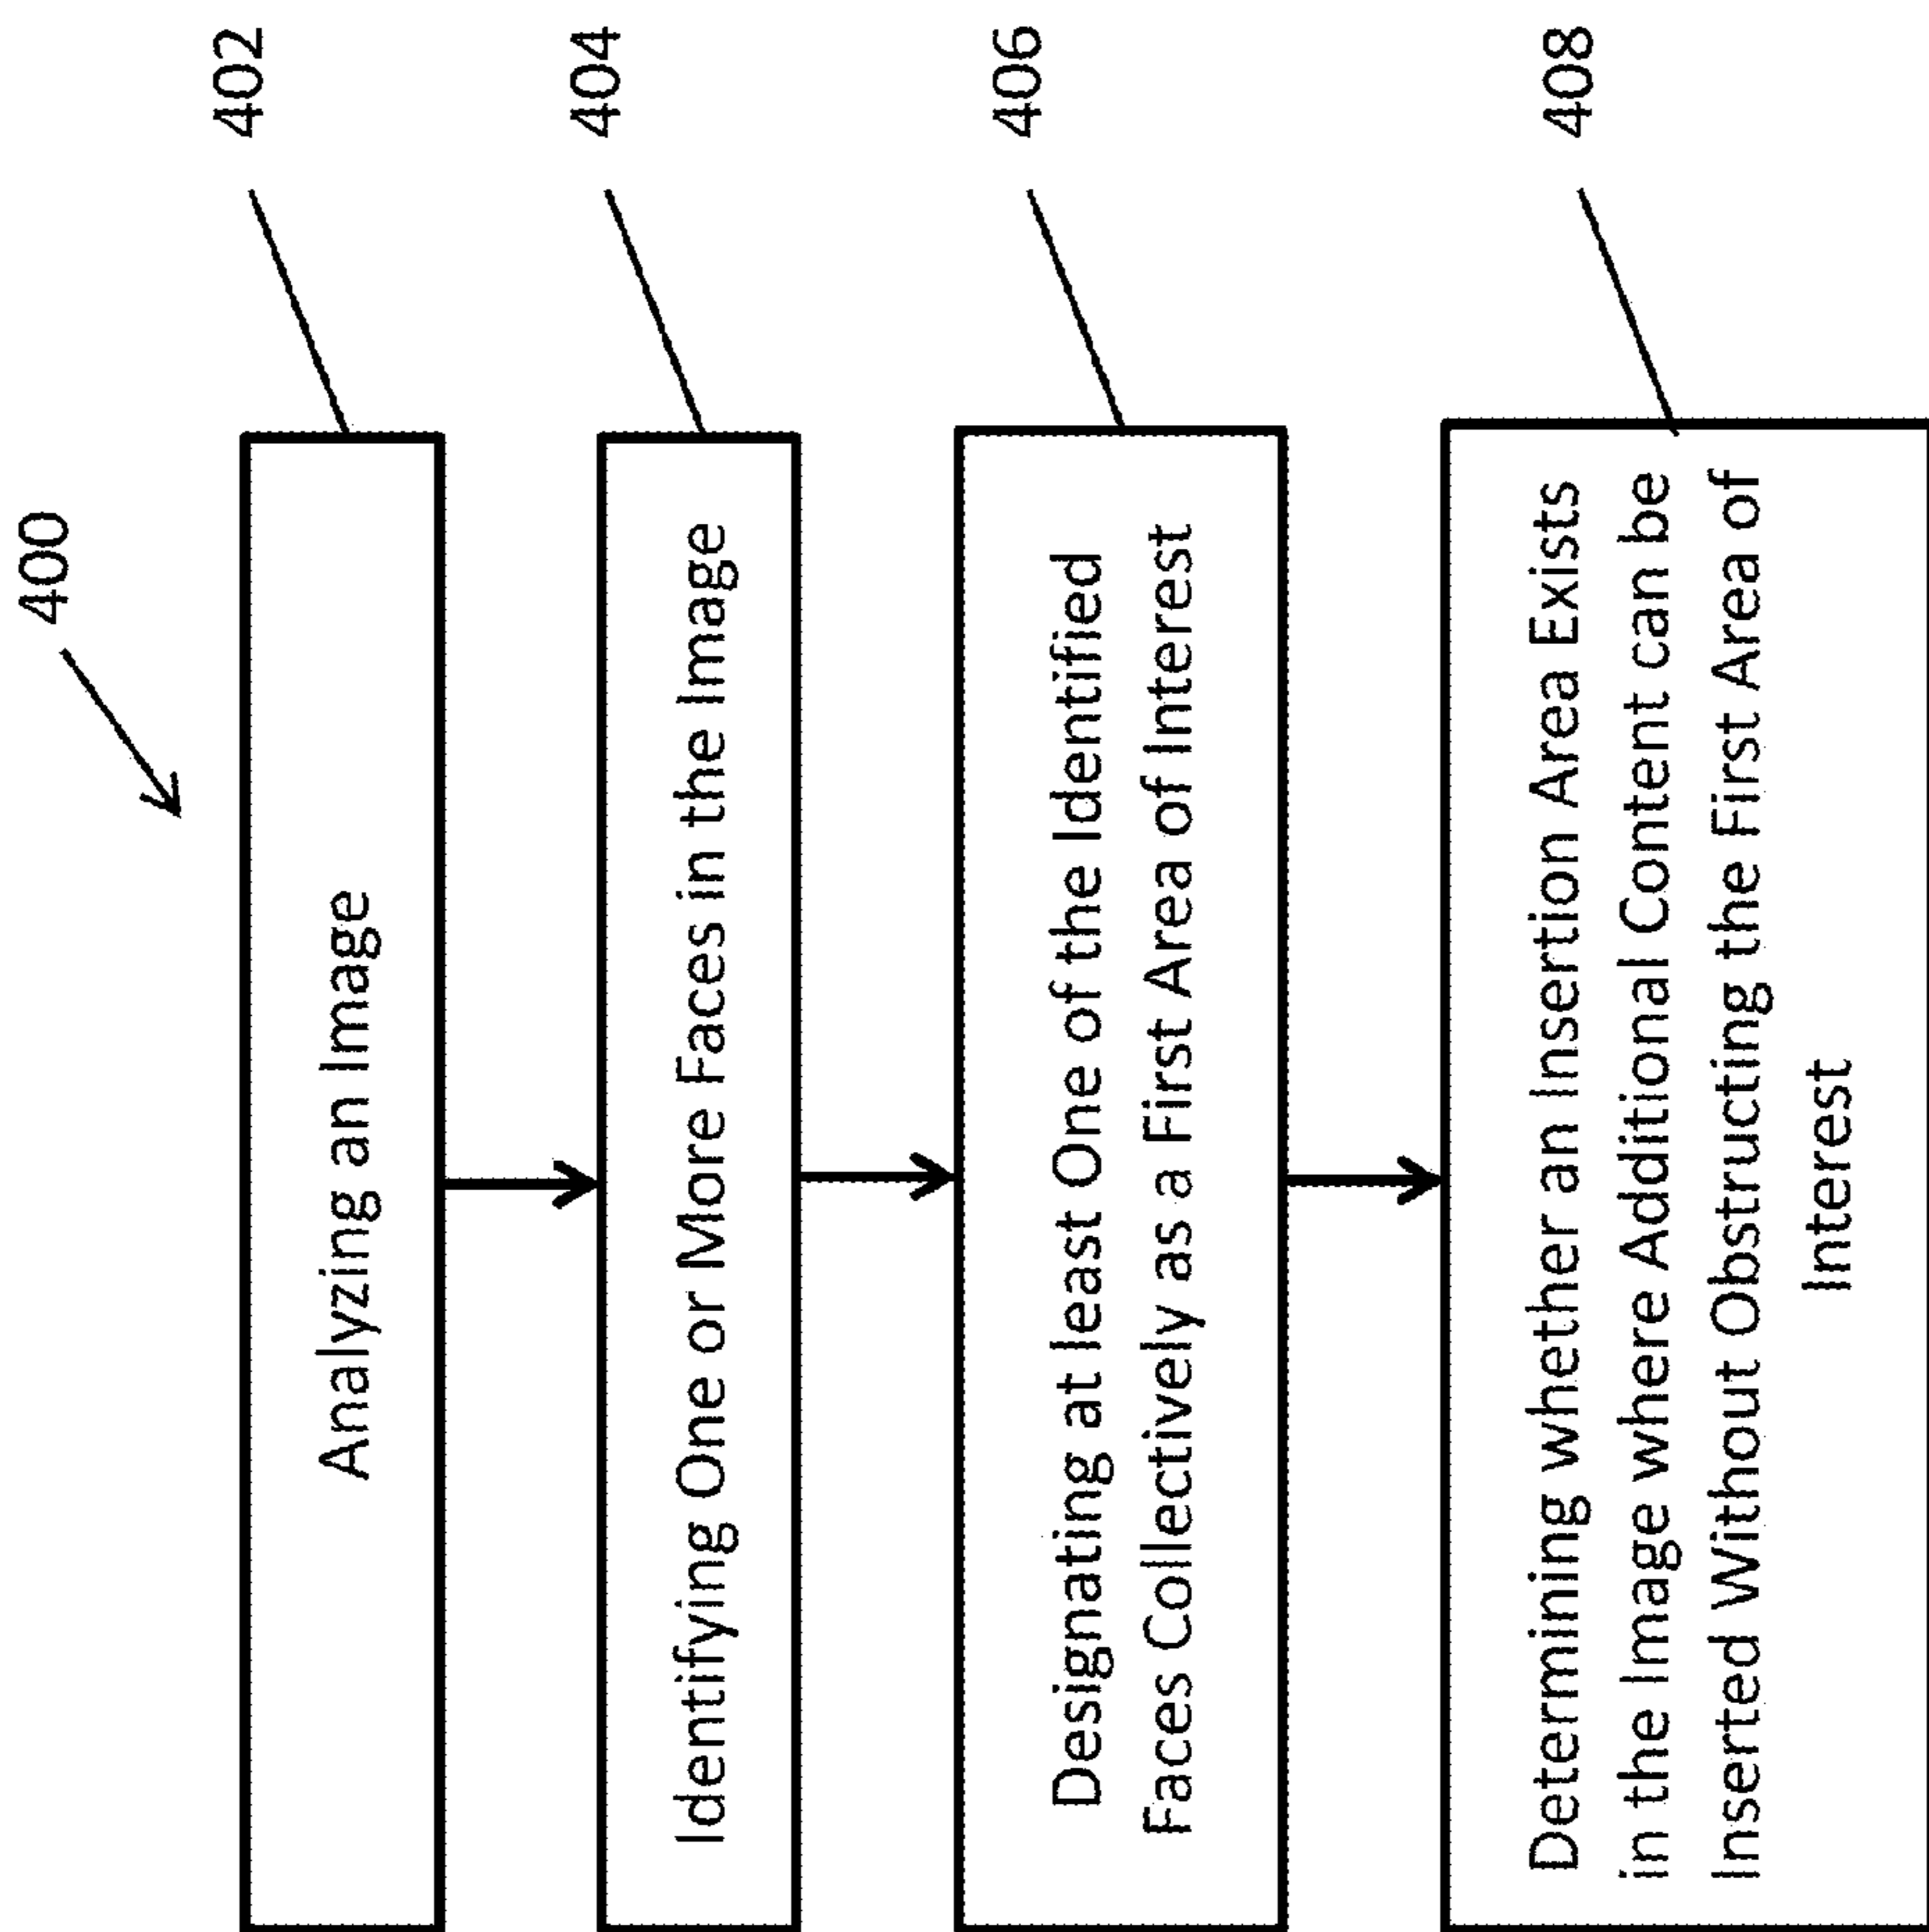 400
402
Analyzing an Image
404
Identifying One or More Faces in the Image
406
Designating at least One of the Identified
Faces Collectively as a First Area of Interest
408
Determining whether an Insertion Area Exists
in the Image where Additional Content can be
Inserted Without Obstructing the First Area of
Interest